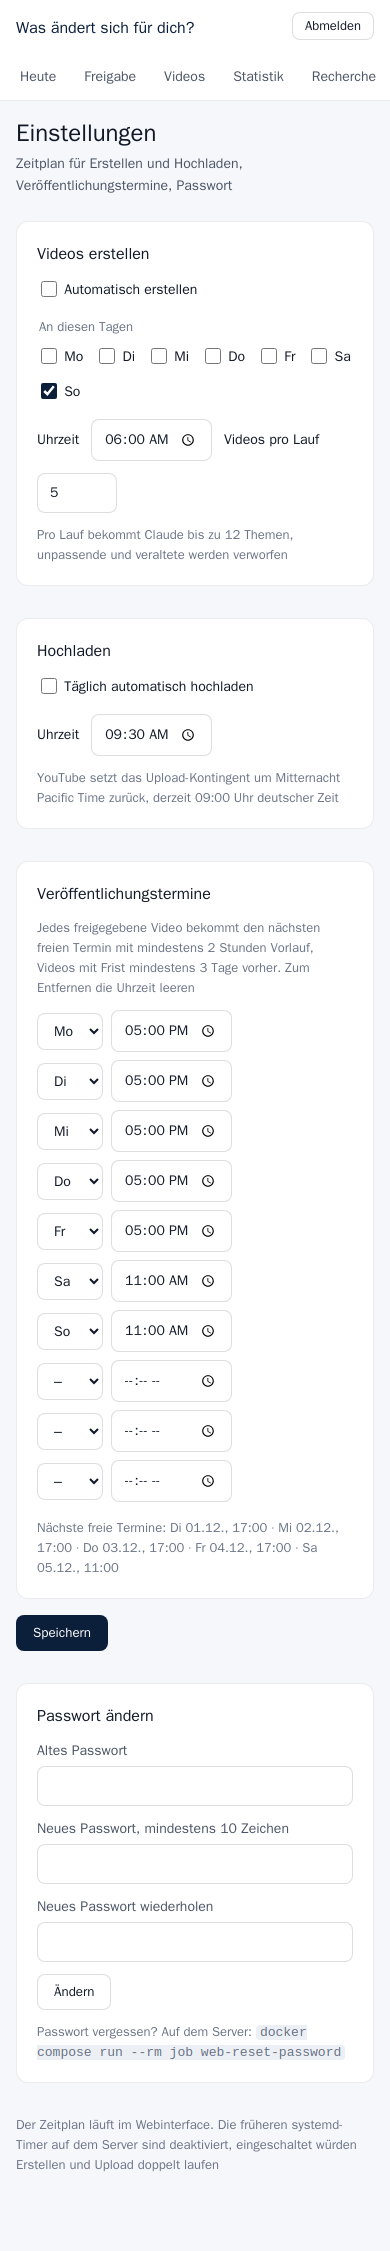 Was ändert sich für dich?
Abmelden
Heute Freigabe Videos Statistik Recherche
Einstellungen
Zeitplan für Erstellen und Hochladen,
Veröffentlichungstermine, Passwort
Videos erstellen
Automatisch erstellen
An diesen Tagen
Mo Di Mi Do Fr Sa
So
Uhrzeit 06:00 AM Videos pro Lauf
5
Pro Lauf bekommt Claude bis zu 12 Themen,
unpassende und veraltete werden verworfen
Hochladen
Täglich automatisch hochladen
Uhrzeit 09:30 AM
YouTube setzt das Upload-Kontingent um Mitternacht
Pacific Time zurück, derzeit 09:00 Uhr deutscher Zeit
Veröffentlichungstermine
Jedes freigegebene Video bekommt den nächsten
freien Termin mit mindestens 2 Stunden Vorlauf,
Videos mit Frist mindestens 3 Tage vorher. Zum
Entfernen die Uhrzeit leeren
Mo 05:00 PM
Di 05:00 PM
Mi 05:00 PM
Do 05:00 PM
Fr 05:00 PM
Sa 11:00 AM
So 11:00 AM
– --:-- --
– --:-- --
– --:-- --
Nächste freie Termine: Di 01.12., 17:00 · Mi 02.12.,
17:00 · Do 03.12., 17:00 · Fr 04.12., 17:00 · Sa
05.12., 11:00
Speichern
Passwort ändern
Altes Passwort
Neues Passwort, mindestens 10 Zeichen
Neues Passwort wiederholen
Ändern
Passwort vergessen? Auf dem Server: docker
compose run --rm job web-reset-password
Der Zeitplan läuft im Webinterface. Die früheren systemd-
Timer auf dem Server sind deaktiviert, eingeschaltet würden
Erstellen und Upload doppelt laufen